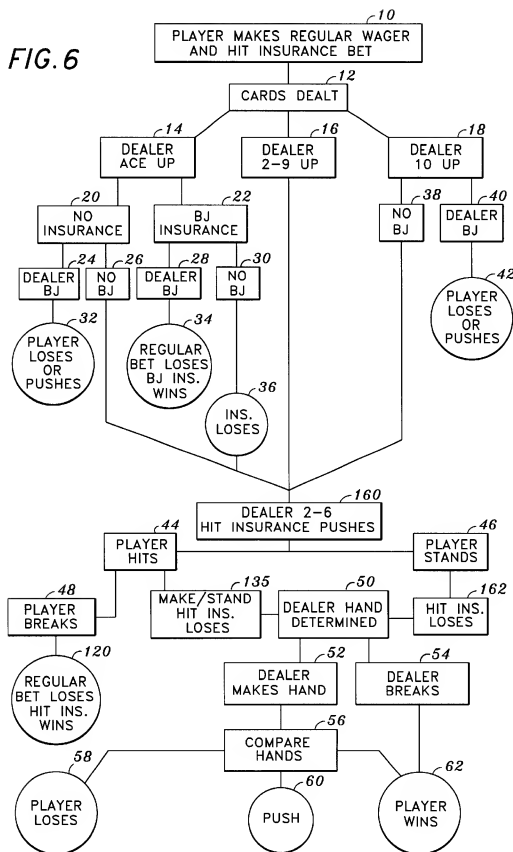 FIG. 6
10
PLAYER MAKES REGULAR WAGER
AND HIT INSURANCE BET
12
CARDS DEALT
14
DEALER
ACE UP
16
DEALER
2-9 UP
18
DEALER
10 UP
20
NO
INSURANCE
22
BJ
INSURANCE
38
NO
BJ
40
DEALER
BJ
24
DEALER
BJ
26
NO
BJ
28
DEALER
BJ
30
NO
BJ
32
PLAYER
LOSES
OR
PUSHES
34
REGULAR
BET LOSES
BJ INS.
WINS
36
INS.
LOSES
42
PLAYER
LOSES
OR
PUSHES
160
DEALER 2-6
HIT INSURANCE PUSHES
44
PLAYER
HITS
46
PLAYER
STANDS
48
PLAYER
BREAKS
135
MAKE/STAND
HIT INS.
LOSES
50
DEALER HAND
DETERMINED
162
HIT INS.
LOSES
120
REGULAR
BET LOSES
HIT INS.
WINS
52
DEALER
MAKES HAND
54
DEALER
BREAKS
56
COMPARE
HANDS
58
PLAYER
LOSES
60
PUSH
62
PLAYER
WINS